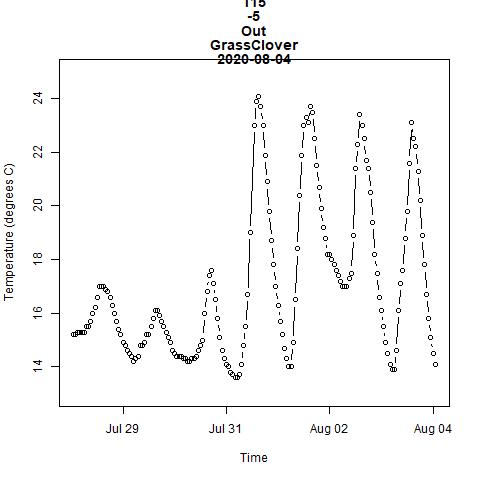 115
-5
Out
GrassClover
2020-08-04
Temperature (degrees C)
24
22
20
18
16
14
Jul 29
Jul 31
Aug 02
Aug 04
Time